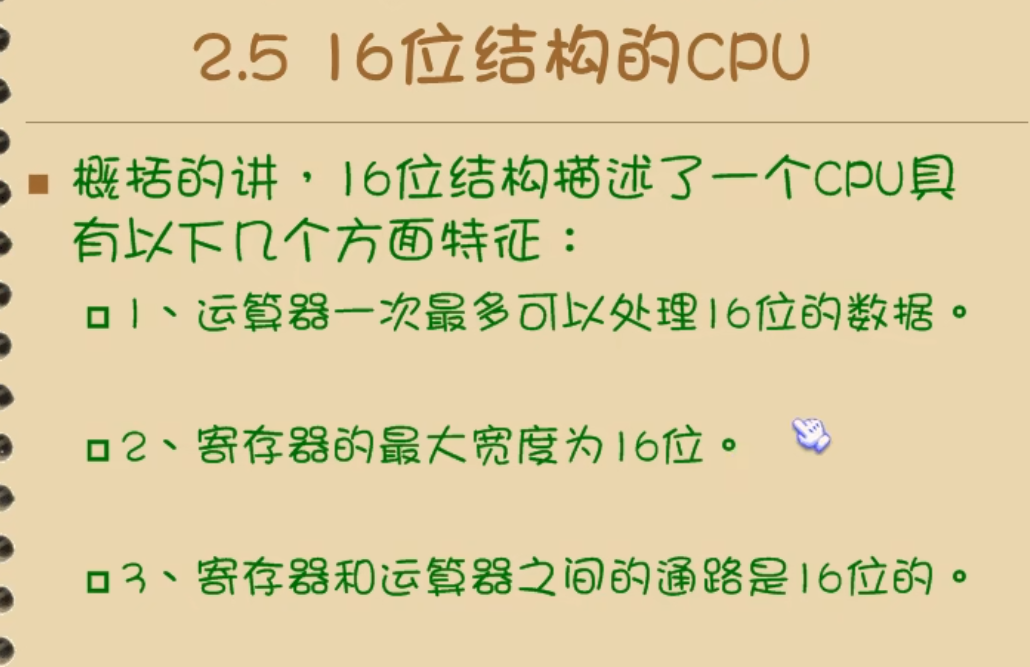 2.5 16位结构的CPU
概括的讲，16位结构描述了一个CPU具
有以下几个方面特征：
1、运算器一次最多可以处理16位的数据。
2、寄存器的最大宽度为16位。
3、寄存器和运算器之间的通路是16位的。